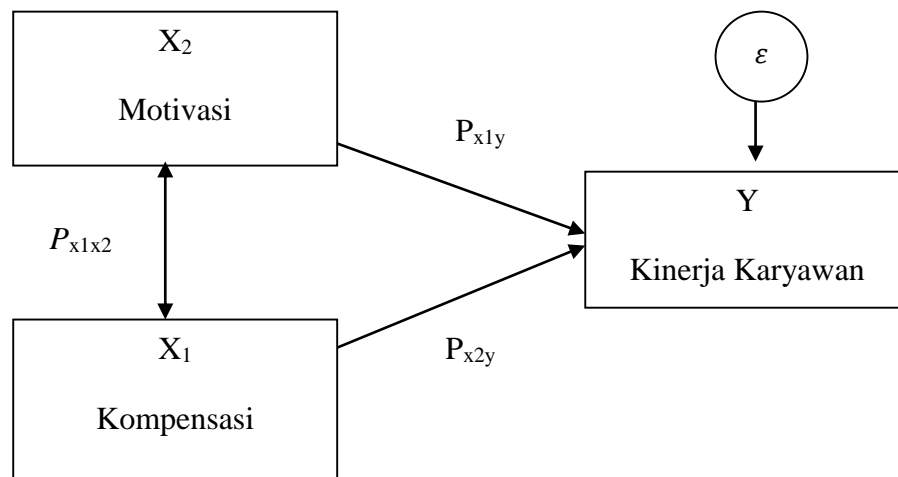 X₂
Motivasi
ε
Pₓ₁ᵧ
Y
Kinerja Karyawan
Pₓ₁ₓ₂
X₁
Kompensasi
Pₓ₂ᵧ